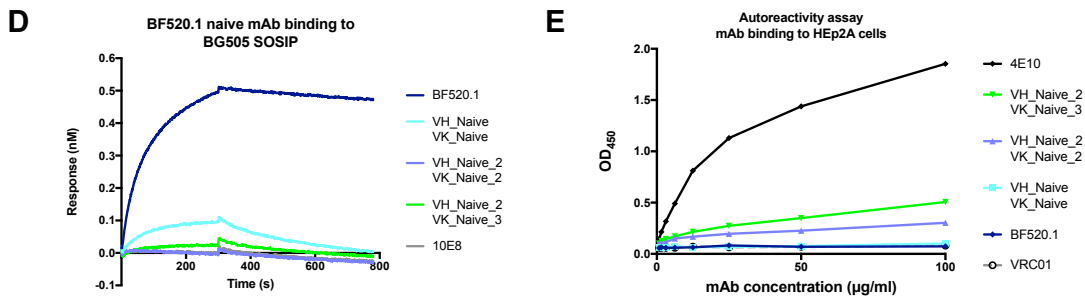 D
BF520.1 naive mAb binding to
BG505 SOSIP
Response (nM)
0.6
0.5
0.4
0.3
0.2
0.1
0.0
-0.1
200
400
600
800
Time (s)
BF520.1
VH_Naive
VK_Naive
VH_Naive_2
VK_Naive_2
VH_Naive_2
VK_Naive_3
10E8
E
Autoreactivity assay
mAb binding to HEp2A cells
OD450
2.0
1.5
1.0
0.5
0.0
0
50
100
mAb concentration (µg/ml)
4E10
VH_Naive_2
VK_Naive_3
VH_Naive_2
VK_Naive_2
VH_Naive
VK_Naive
BF520.1
VRC01